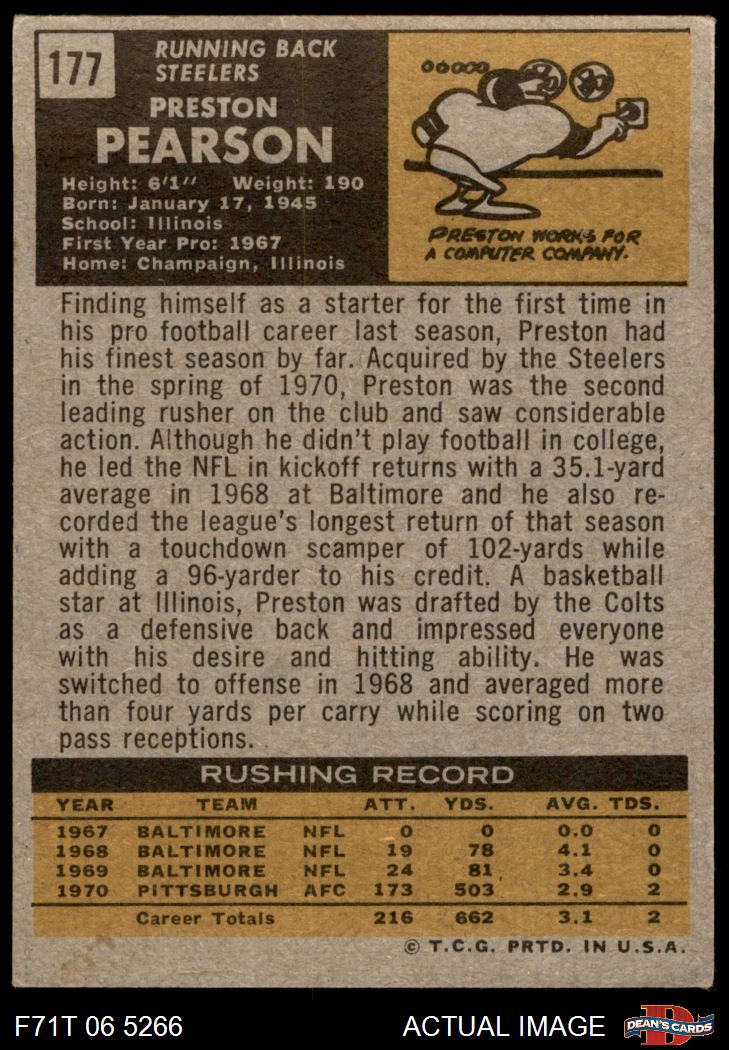 177
RUNNING BACK
STEELERS
PRESTON
PEARSON
Height: 6'1" Weight: 190
Born: January 17, 1945
School: Illinois
First Year Pro: 1967
Home: Champaign, Illinois
PRESTON WORKS FOR
A COMPUTER COMPANY.
Finding himself as a starter for the first time in
his pro football career last season, Preston had
his finest season by far. Acquired by the Steelers
in the spring of 1970, Preston was the second
leading rusher on the club and saw considerable
action. Although he didn't play football in college,
he led the NFL in kickoff returns with a 35.1-yard
average in 1968 at Baltimore and he also re-
corded the league's longest return of that season
with a touchdown scamper of 102-yards while
adding a 96-yarder to his credit. A basketball
star at Illinois, Preston was drafted by the Colts
as a defensive back and impressed everyone
with his desire and hitting ability. He was
switched to offense in 1968 and averaged more
than four yards per carry while scoring on two
pass receptions.
RUSHING RECORD
YEAR TEAM ATT. YDS. AVG. TDS.
1967 BALTIMORE NFL 0 0 0.0 0
1968 BALTIMORE NFL 19 78 4.1 0
1969 BALTIMORE NFL 24 81 3.4 0
1970 PITTSBURGH AFC 173 503 2.9 2
Career Totals 216 662 3.1 2
© T.C.G. PRTD. IN U.S.A.
F71T 06 5266 ACTUAL IMAGE
D
DEAN'S CARDS